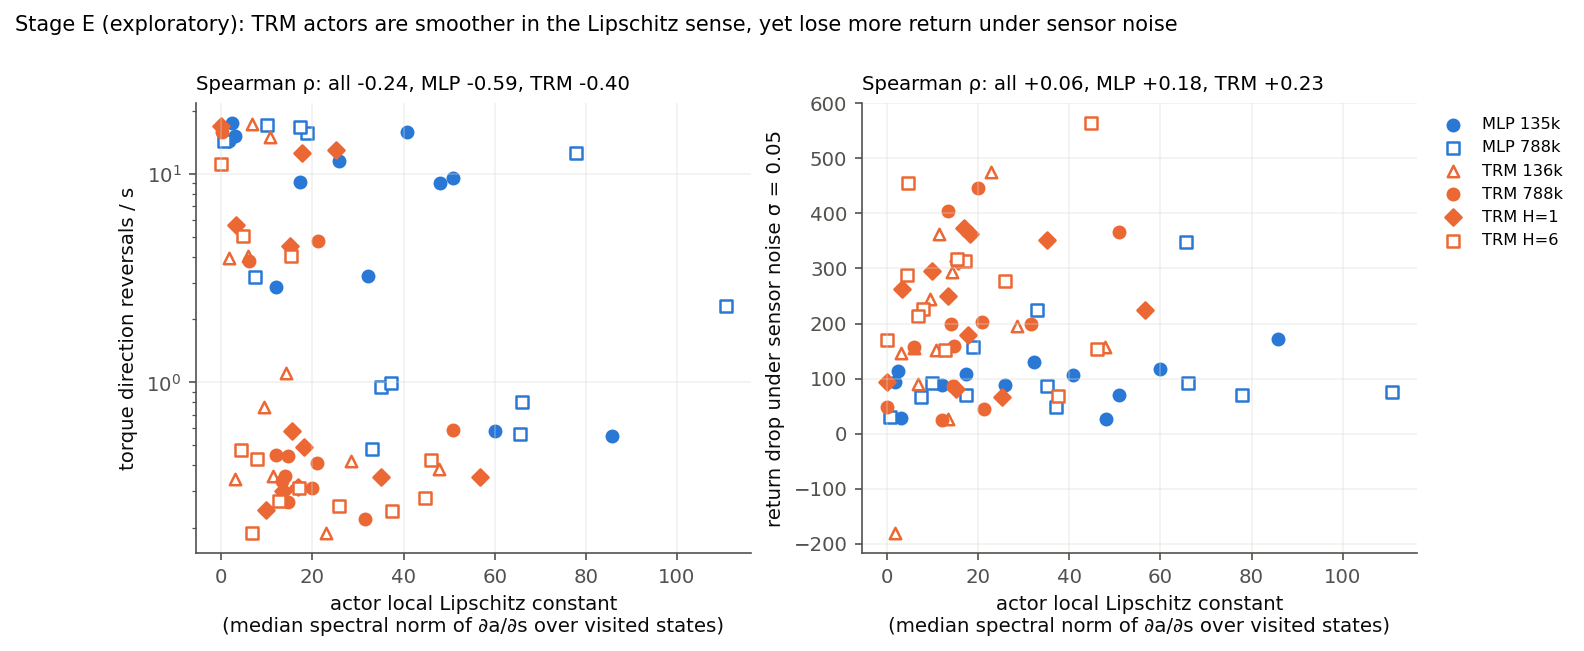 Stage E (exploratory): TRM actors are smoother in the Lipschitz sense, yet lose more return under sensor noise
Spearman ρ: all -0.24, MLP -0.59, TRM -0.40
torque direction reversals / s
10¹
10⁰
0 20 40 60 80 100
actor local Lipschitz constant
(median spectral norm of ∂a/∂s over visited states)
Spearman ρ: all +0.06, MLP +0.18, TRM +0.23
return drop under sensor noise σ = 0.05
600
500
400
300
200
100
0
−100
−200
0 20 40 60 80 100
actor local Lipschitz constant
(median spectral norm of ∂a/∂s over visited states)
MLP 135k
MLP 788k
TRM 136k
TRM 788k
TRM H=1
TRM H=6